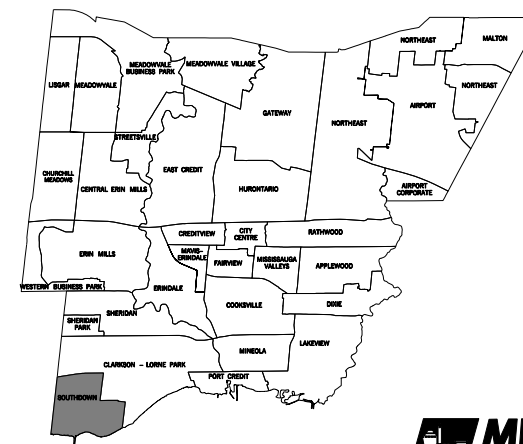 NORTHEAST
MALTON
MEADOWVALE
BUSINESS PARK
MEADOWVALE VILLAGE
LISGAR
MEADOWVALE
NORTHEAST
AIRPORT
GATEWAY
NORTHEAST
STREETSVILLE
EAST CREDIT
CHURCHILL
MEADOWS
CENTRAL ERIN MILLS
HURONTARIO
AIRPORT
CORPORATE
CREDITVIEW
CITY
CENTRE
RATHWOOD
MAVIS-
ERINDALE
ERIN MILLS
FAIRVIEW
MISSISSAUGA
VALLEYS
APPLEWOOD
WESTERN BUSINESS PARK
ERINDALE
COOKSVILLE
DIXIE
SHERIDAN
SHERIDAN
PARK
LAKEVIEW
MINEOLA
CLARKSON - LORNE PARK
PORT CREDIT
SOUTHDOWN